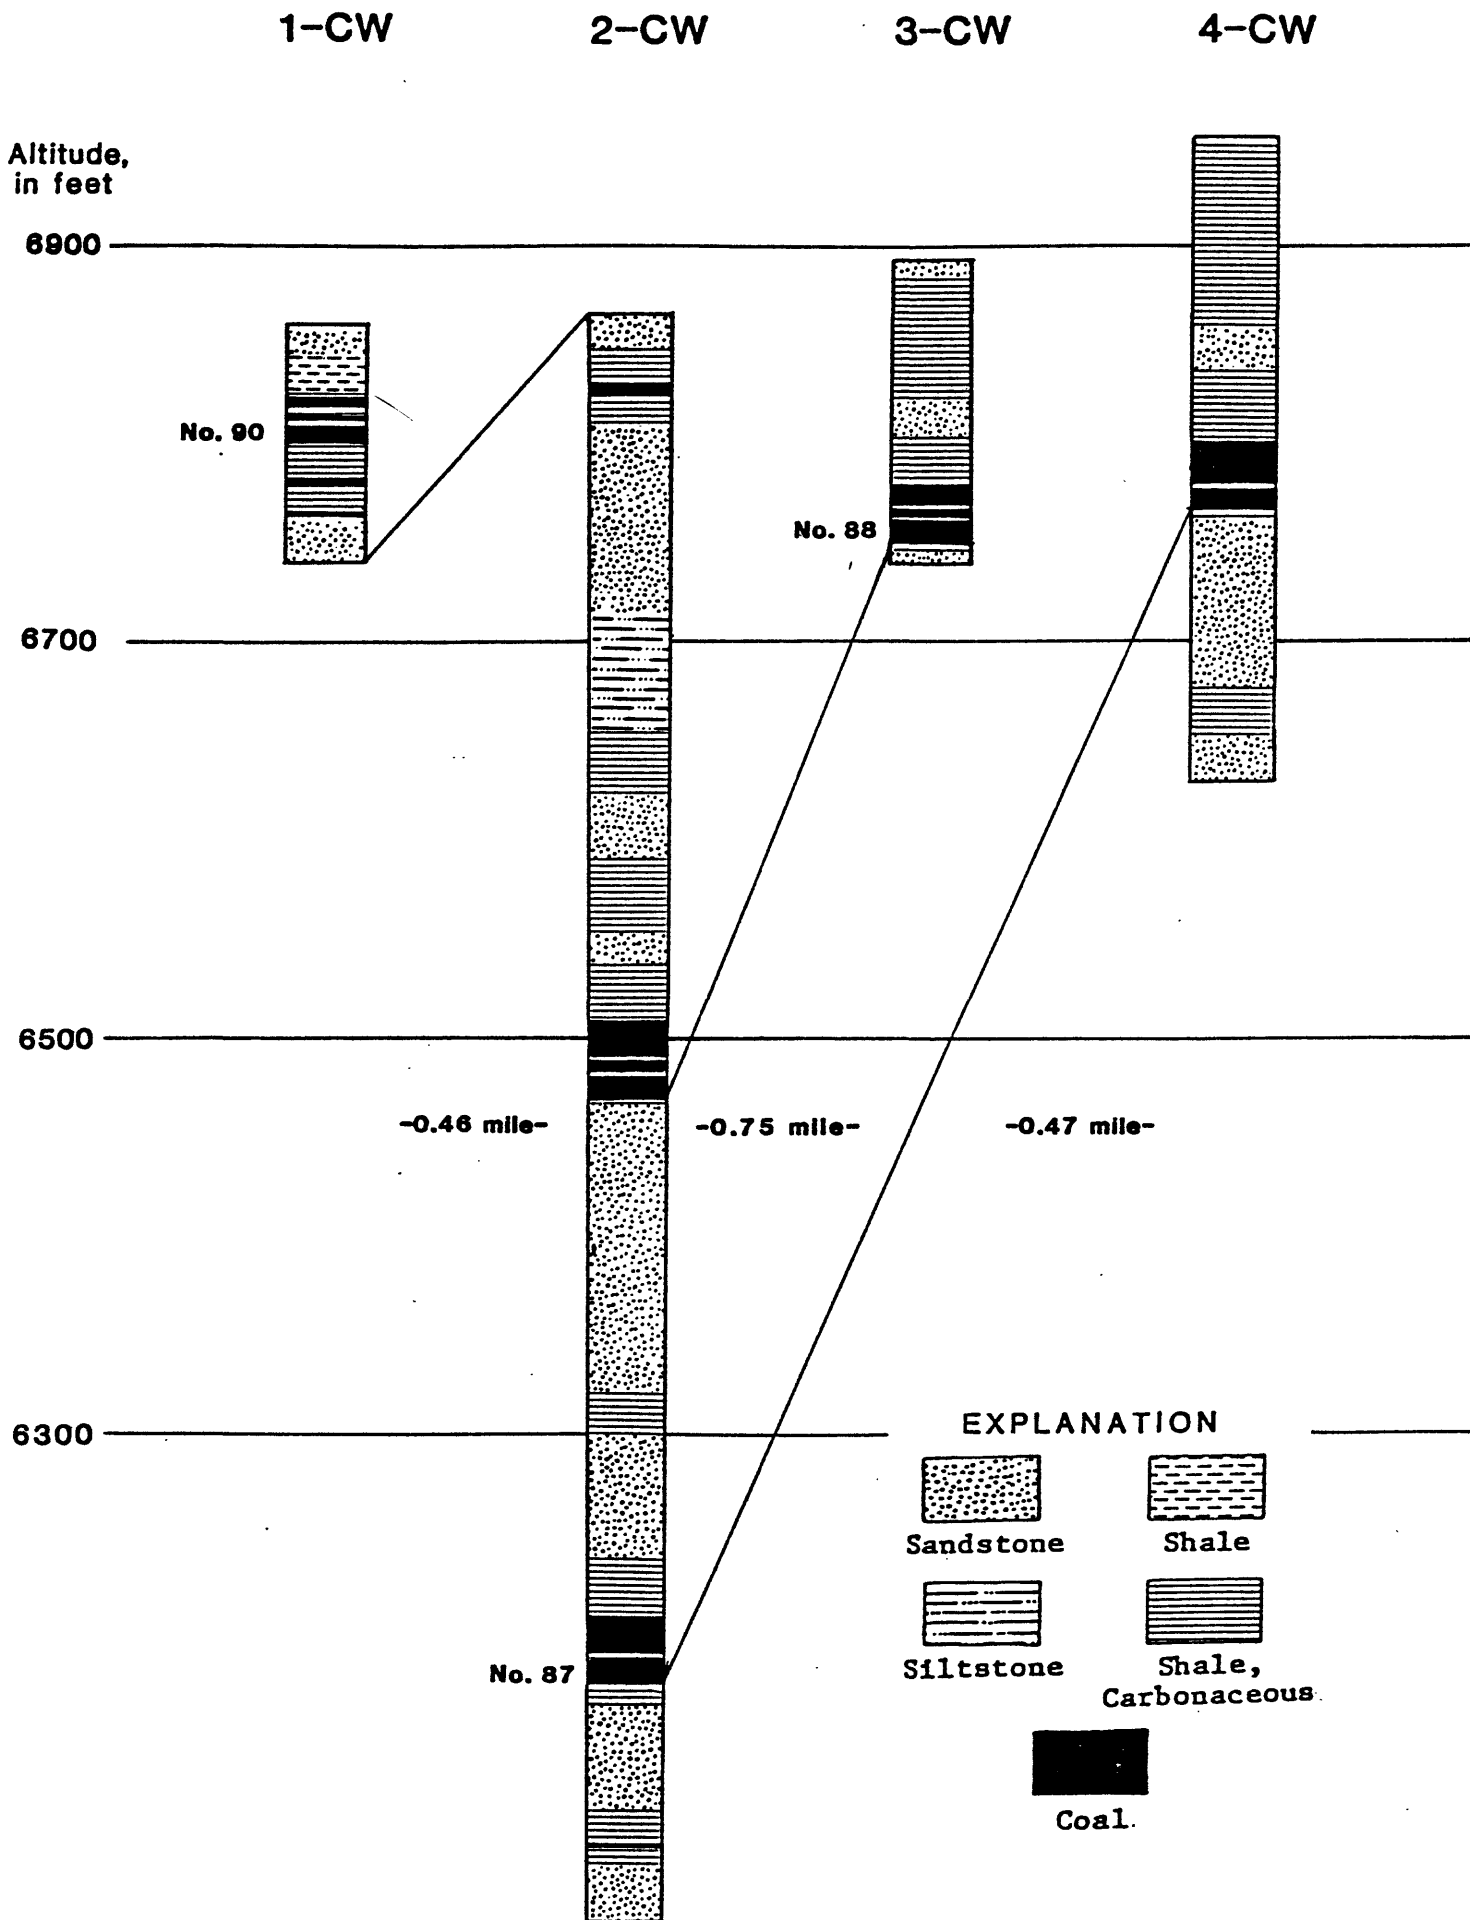 1-CW 2-CW 3-CW 4-CW
Altitude,
in feet
6900
No. 90
No. 88
6700
6500
-0.46 mile- -0.75 mile- -0.47 mile-
6300
EXPLANATION
Sandstone Shale
Siltstone Shale,
Carbonaceous
No. 87
Coal